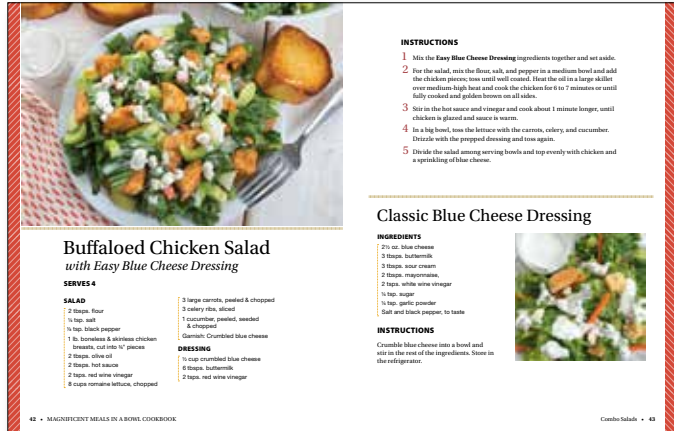 Buffaloed Chicken Salad
with Easy Blue Cheese Dressing
SERVES 4
SALAD
2 tbsps. flour
tsp. salt
tsp. black pepper
1 lb. boneless & skinless chicken
breasts, cut into ¾" pieces
2 tbsps. olive oil
2 tbsps. hot sauce
2 tsps. red wine vinegar
8 cups romaine lettuce, chopped
3 large carrots, peeled & chopped
3 celery ribs, sliced
1 cucumber, peeled, seeded
& chopped
Garnish: Crumbled blue cheese
DRESSING
½ cup crumbled blue cheese
6 tbsps. buttermilk
2 tsps. red wine vinegar
42 • MAGNIFICENT MEALS IN A BOWL COOKBOOK
INSTRUCTIONS
1 Mix the Easy Blue Cheese Dressing ingredients together and set aside.
2 For the salad, mix the flour, salt, and pepper in a medium bowl and add
the chicken pieces; toss until well coated. Heat the oil in a large skillet
over medium-high heat and cook the chicken for 6 to 7 minutes or until
fully cooked and golden brown on all sides.
3 Stir in the hot sauce and vinegar and cook about 1 minute longer, until
chicken is glazed and sauce is warm.
4 In a big bowl, toss the lettuce with the carrots, celery, and cucumber.
Drizzle with the prepped dressing and toss again.
5 Divide the salad among serving bowls and top evenly with chicken and
a sprinkling of blue cheese.
Classic Blue Cheese Dressing
INGREDIENTS
2½ oz. blue cheese
3 tbsps. buttermilk
3 tbsps. sour cream
2 tbsps. mayonnaise,
2 tsps. white wine vinegar
¼ tsp. sugar
tsp. garlic powder
Salt and black pepper, to taste
INSTRUCTIONS
Crumble blue cheese into a bowl and
stir in the rest of the ingredients. Store in
the refrigerator.
Combo Salads • 43